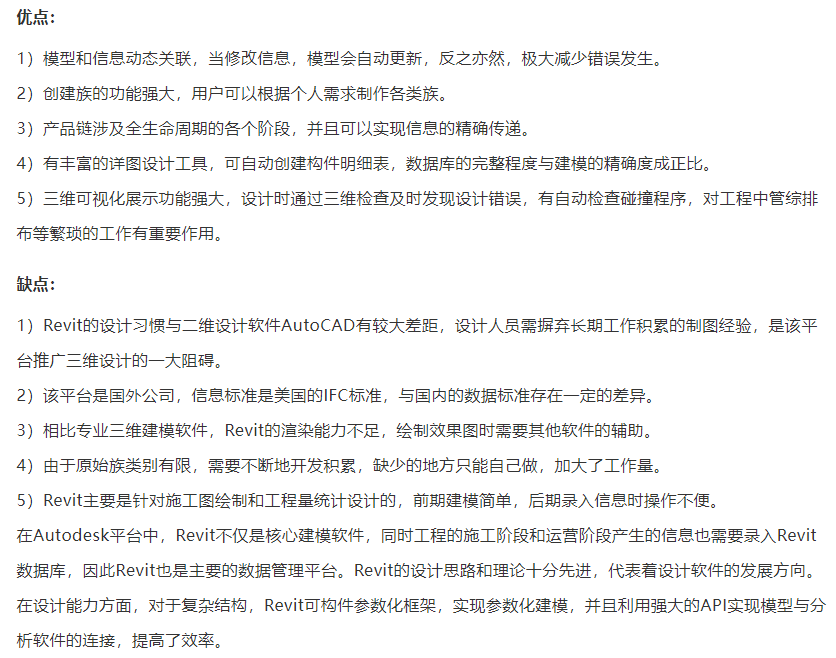 优点：
1）模型和信息动态关联，当修改信息，模型会自动更新，反之亦然，极大减少错误发生。
2）创建族的功能强大，用户可以根据个人需求制作各类族。
3）产品链涉及全生命周期的各个阶段，并且可以实现信息的精确传递。
4）有丰富的详图设计工具，可自动创建构件明细表，数据库的完整程度与建模的精确度成正比。
5）三维可视化展示功能强大，设计时通过三维检查及时发现设计错误，有自动检查碰撞程序，对工程中管综排
布等繁琐的工作有重要作用。
缺点：
1）Revit的设计习惯与二维设计软件AutoCAD有较大差距，设计人员需摒弃长期工作积累的制图经验，是该平
台推广三维设计的一大阻碍。
2）该平台是国外公司，信息标准是美国的IFC标准，与国内的数据标准存在一定的差异。
3）相比专业三维建模软件，Revit的渲染能力不足，绘制效果图时需要其他软件的辅助。
4）由于原始族类别有限，需要不断地开发积累，缺少的地方只能自己做，加大了工作量。
5）Revit主要是针对施工图绘制和工程量统计设计的，前期建模简单，后期录入信息时操作不便。
在Autodesk平台中，Revit不仅是核心建模软件，同时工程的施工阶段和运营阶段产生的信息也需要录入Revit
数据库，因此Revit也是主要的数据管理平台。Revit的设计思路和理论十分先进，代表着设计软件的发展方向。
在设计能力方面，对于复杂结构，Revit可构件参数化框架，实现参数化建模，并且利用强大的API实现模型与分
析软件的连接，提高了效率。